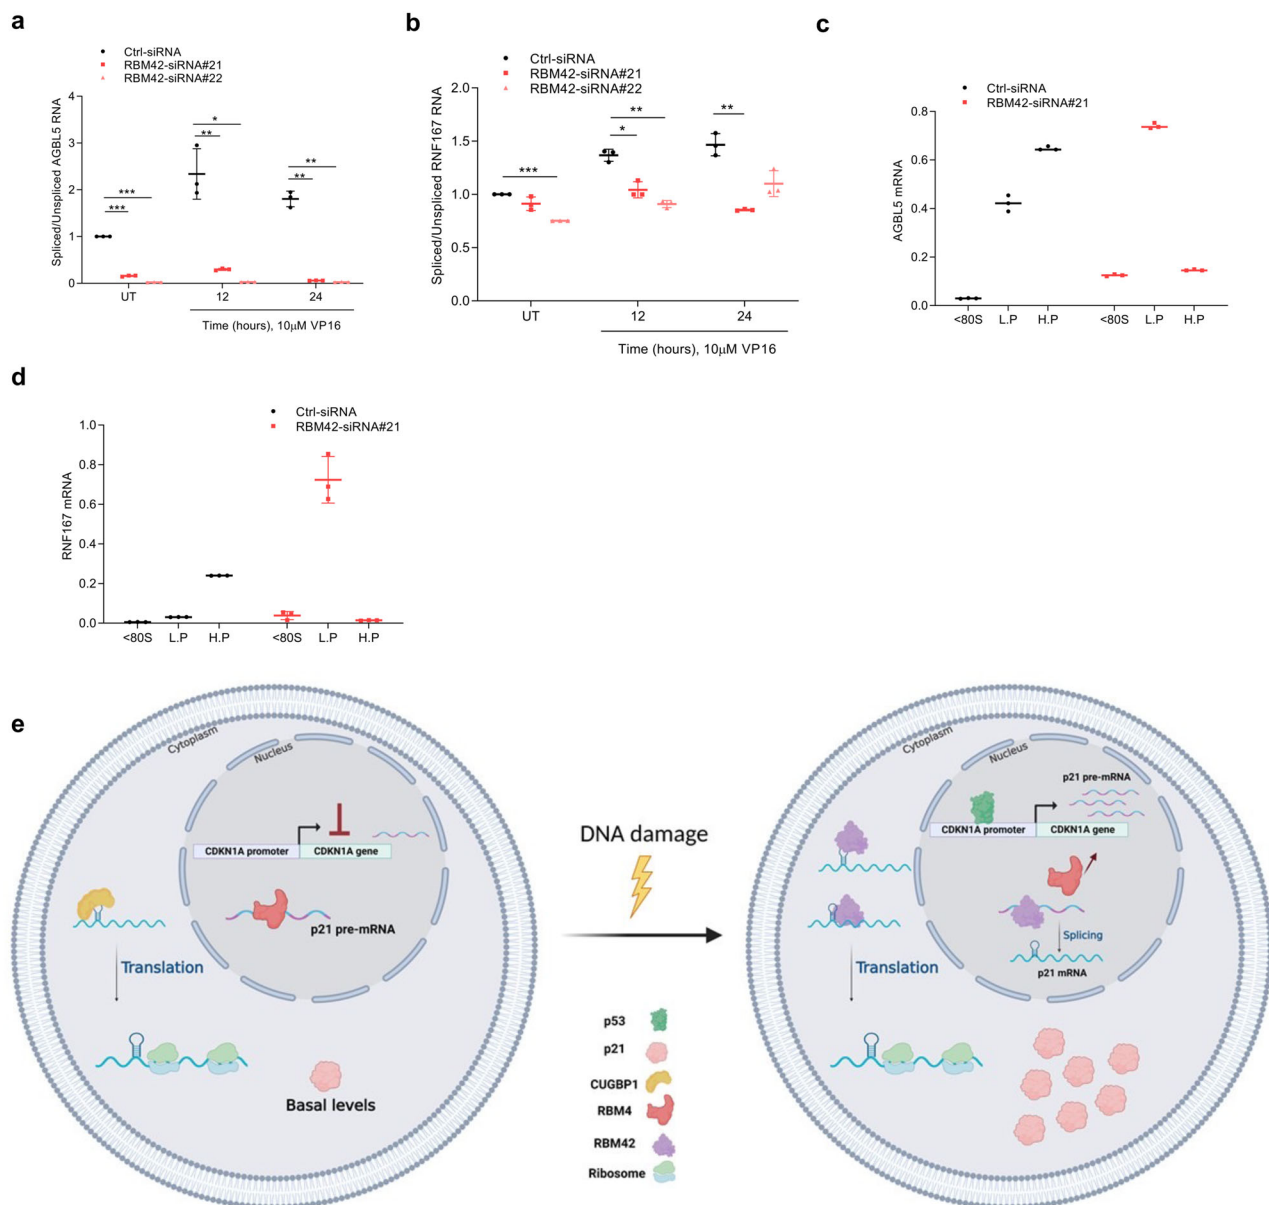 a
Ctrl-siRNA
RBM42-siRNA#21
RBM42-siRNA#22
Spliced/Unspliced AGBL5 RNA
4
3
2
1
0
***
***
*
**
**
**
UT
12
24
Time (hours), 10μM VP16
b
Ctrl-siRNA
RBM42-siRNA#21
RBM42-siRNA#22
Spliced/Unspliced RNF167 RNA
2.0
1.5
1.0
0.5
0.0
***
**
*
**
UT
12
24
Time (hours), 10μM VP16
c
Ctrl-siRNA
RBM42-siRNA#21
AGBL5 mRNA
0.8
0.6
0.4
0.2
0.0
<80S
L.P
H.P
<80S
L.P
H.P
d
Ctrl-siRNA
RBM42-siRNA#21
RNF167 mRNA
1.0
0.8
0.6
0.4
0.2
0.0
<80S
L.P
H.P
<80S
L.P
H.P
e
Cytoplasm
Nucleus
CDKN1A promoter
CDKN1A gene
p21 pre-mRNA
Translation
Basal levels
DNA damage
p53
p21
CUGBP1
RBM4
RBM42
Ribosome
Cytoplasm
Nucleus
p21 pre-mRNA
CDKN1A promoter
CDKN1A gene
Splicing
p21 mRNA
Translation